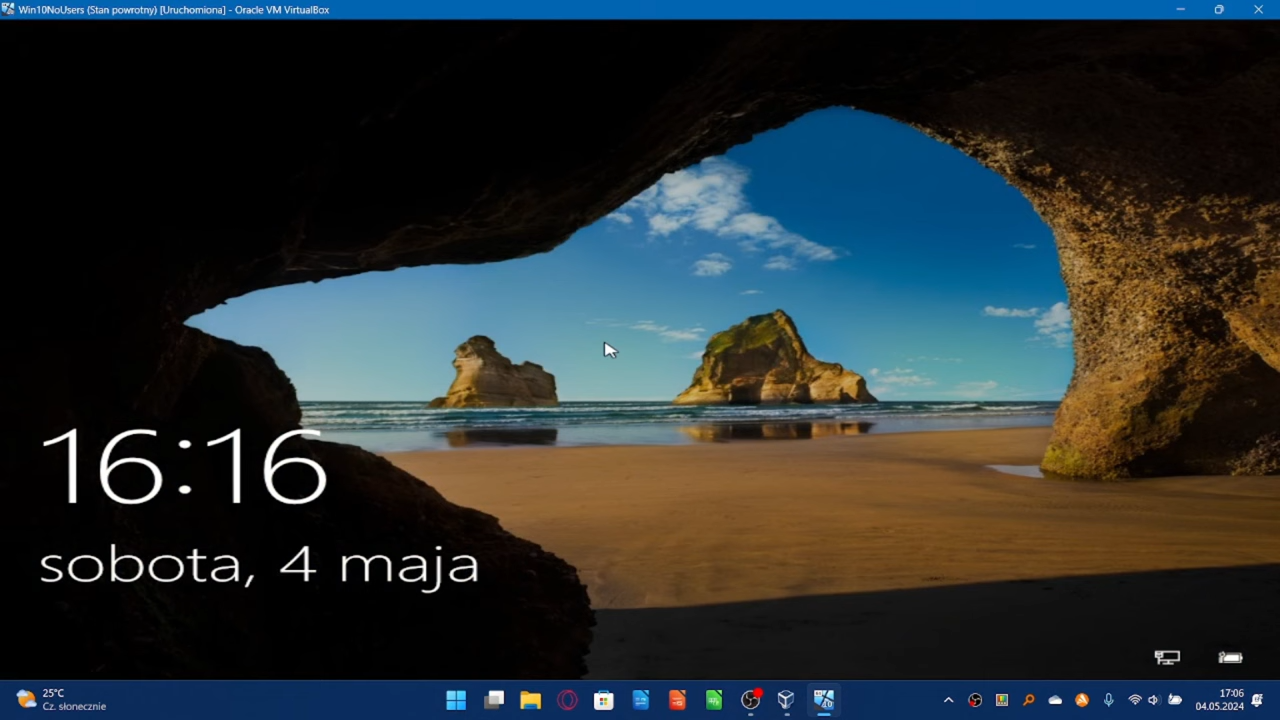 Win10NoUsers (Stan powrotny) [Uruchomiona] - Oracle VM VirtualBox
16:16
sobota, 4 maja
25°C
Cz. słonecznie
17:06
04.05.2024